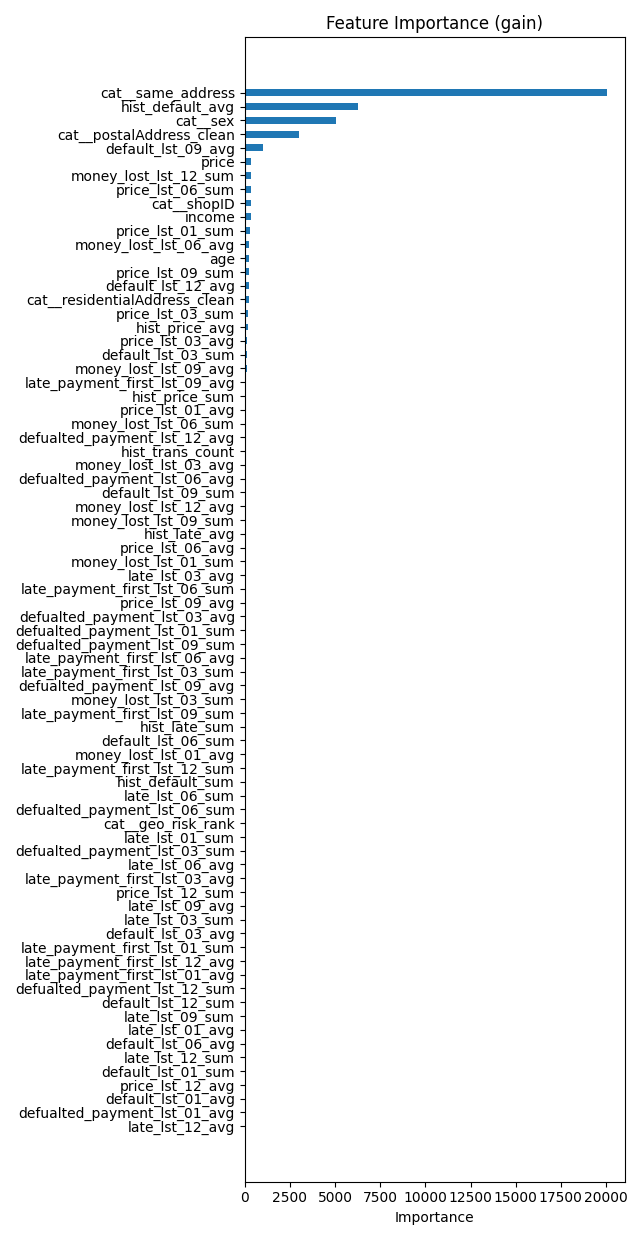 Feature Importance (gain)
cat__same_address
hist_default_avg
cat__sex
cat__postalAddress_clean
default_lst_09_avg
price
money_lost_lst_12_sum
price_lst_06_sum
cat__shopID
income
price_lst_01_sum
money_lost_lst_06_avg
age
price_lst_09_sum
default_lst_12_avg
cat__residentialAddress_clean
price_lst_03_sum
hist_price_avg
price_lst_03_avg
default_lst_03_sum
money_lost_lst_09_avg
late_payment_first_lst_09_avg
hist_price_sum
price_lst_01_avg
money_lost_lst_06_sum
defualted_payment_lst_12_avg
hist_trans_count
money_lost_lst_03_avg
defualted_payment_lst_06_avg
default_lst_09_sum
money_lost_lst_12_avg
money_lost_lst_09_sum
hist_late_avg
price_lst_06_avg
money_lost_lst_01_sum
late_lst_03_avg
late_payment_first_lst_06_sum
price_lst_09_avg
defualted_payment_lst_03_avg
defualted_payment_lst_01_sum
defualted_payment_lst_09_sum
late_payment_first_lst_06_avg
late_payment_first_lst_03_sum
defualted_payment_lst_09_avg
money_lost_lst_03_sum
late_payment_first_lst_09_sum
hist_late_sum
default_lst_06_sum
money_lost_lst_01_avg
late_payment_first_lst_12_sum
hist_default_sum
late_lst_06_sum
defualted_payment_lst_06_sum
cat__geo_risk_rank
late_lst_01_sum
defualted_payment_lst_03_sum
late_lst_06_avg
late_payment_first_lst_03_avg
price_lst_12_sum
late_lst_09_avg
late_lst_03_sum
default_lst_03_avg
late_payment_first_lst_01_sum
late_payment_first_lst_12_avg
late_payment_first_lst_01_avg
defualted_payment_lst_12_sum
default_lst_12_sum
late_lst_09_sum
late_lst_01_avg
default_lst_06_avg
late_lst_12_sum
default_lst_01_sum
price_lst_12_avg
default_lst_01_avg
defualted_payment_lst_01_avg
late_lst_12_avg
0 2500 5000 7500 10000 12500 15000 17500 20000
Importance